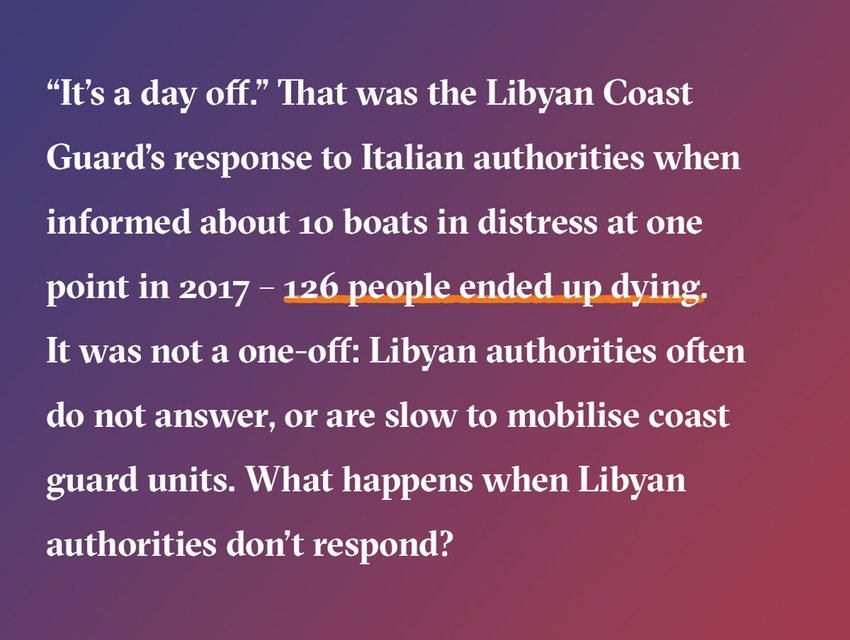 “It’s a day off.” That was the Libyan Coast
Guard’s response to Italian authorities when
informed about 10 boats in distress at one
point in 2017 – 126 people ended up dying.
It was not a one-off: Libyan authorities often
do not answer, or are slow to mobilise coast
guard units. What happens when Libyan
authorities don’t respond?